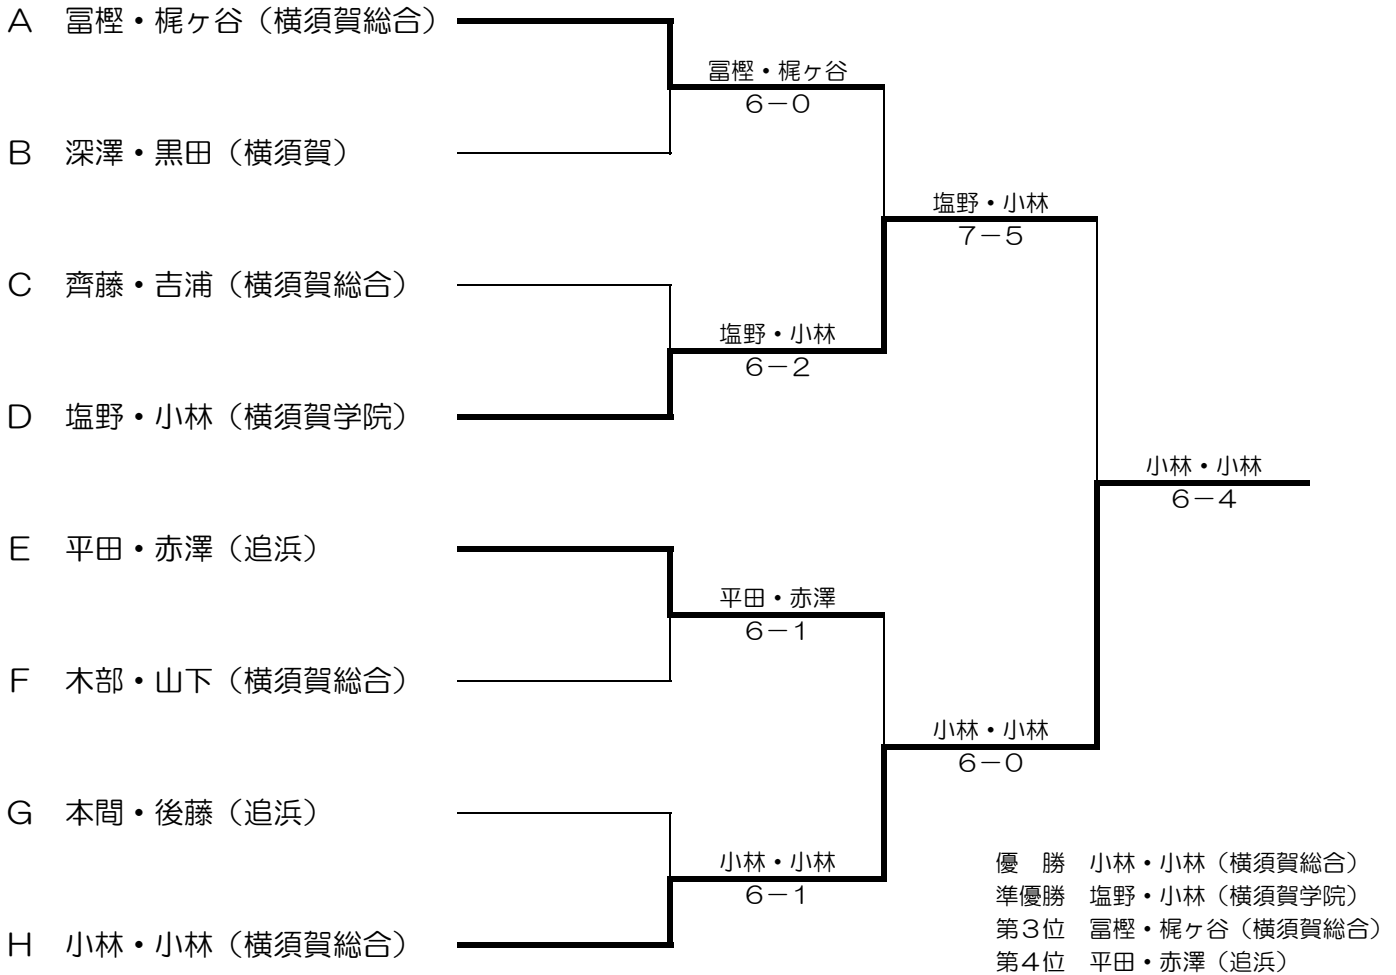 A 冨樫・梶ヶ谷（横須賀総合）
冨樫・梶ヶ谷
6－0
B 深澤・黒田（横須賀）
塩野・小林
7－5
C 齊藤・吉浦（横須賀総合）
塩野・小林
6－2
D 塩野・小林（横須賀学院）
小林・小林
6－4
E 平田・赤澤（追浜）
平田・赤澤
6－1
F 木部・山下（横須賀総合）
小林・小林
6－0
G 本間・後藤（追浜）
小林・小林
6－1
H 小林・小林（横須賀総合）
優　勝　小林・小林（横須賀総合）
準優勝　塩野・小林（横須賀学院）
第３位　冨樫・梶ヶ谷（横須賀総合）
第４位　平田・赤澤（追浜）